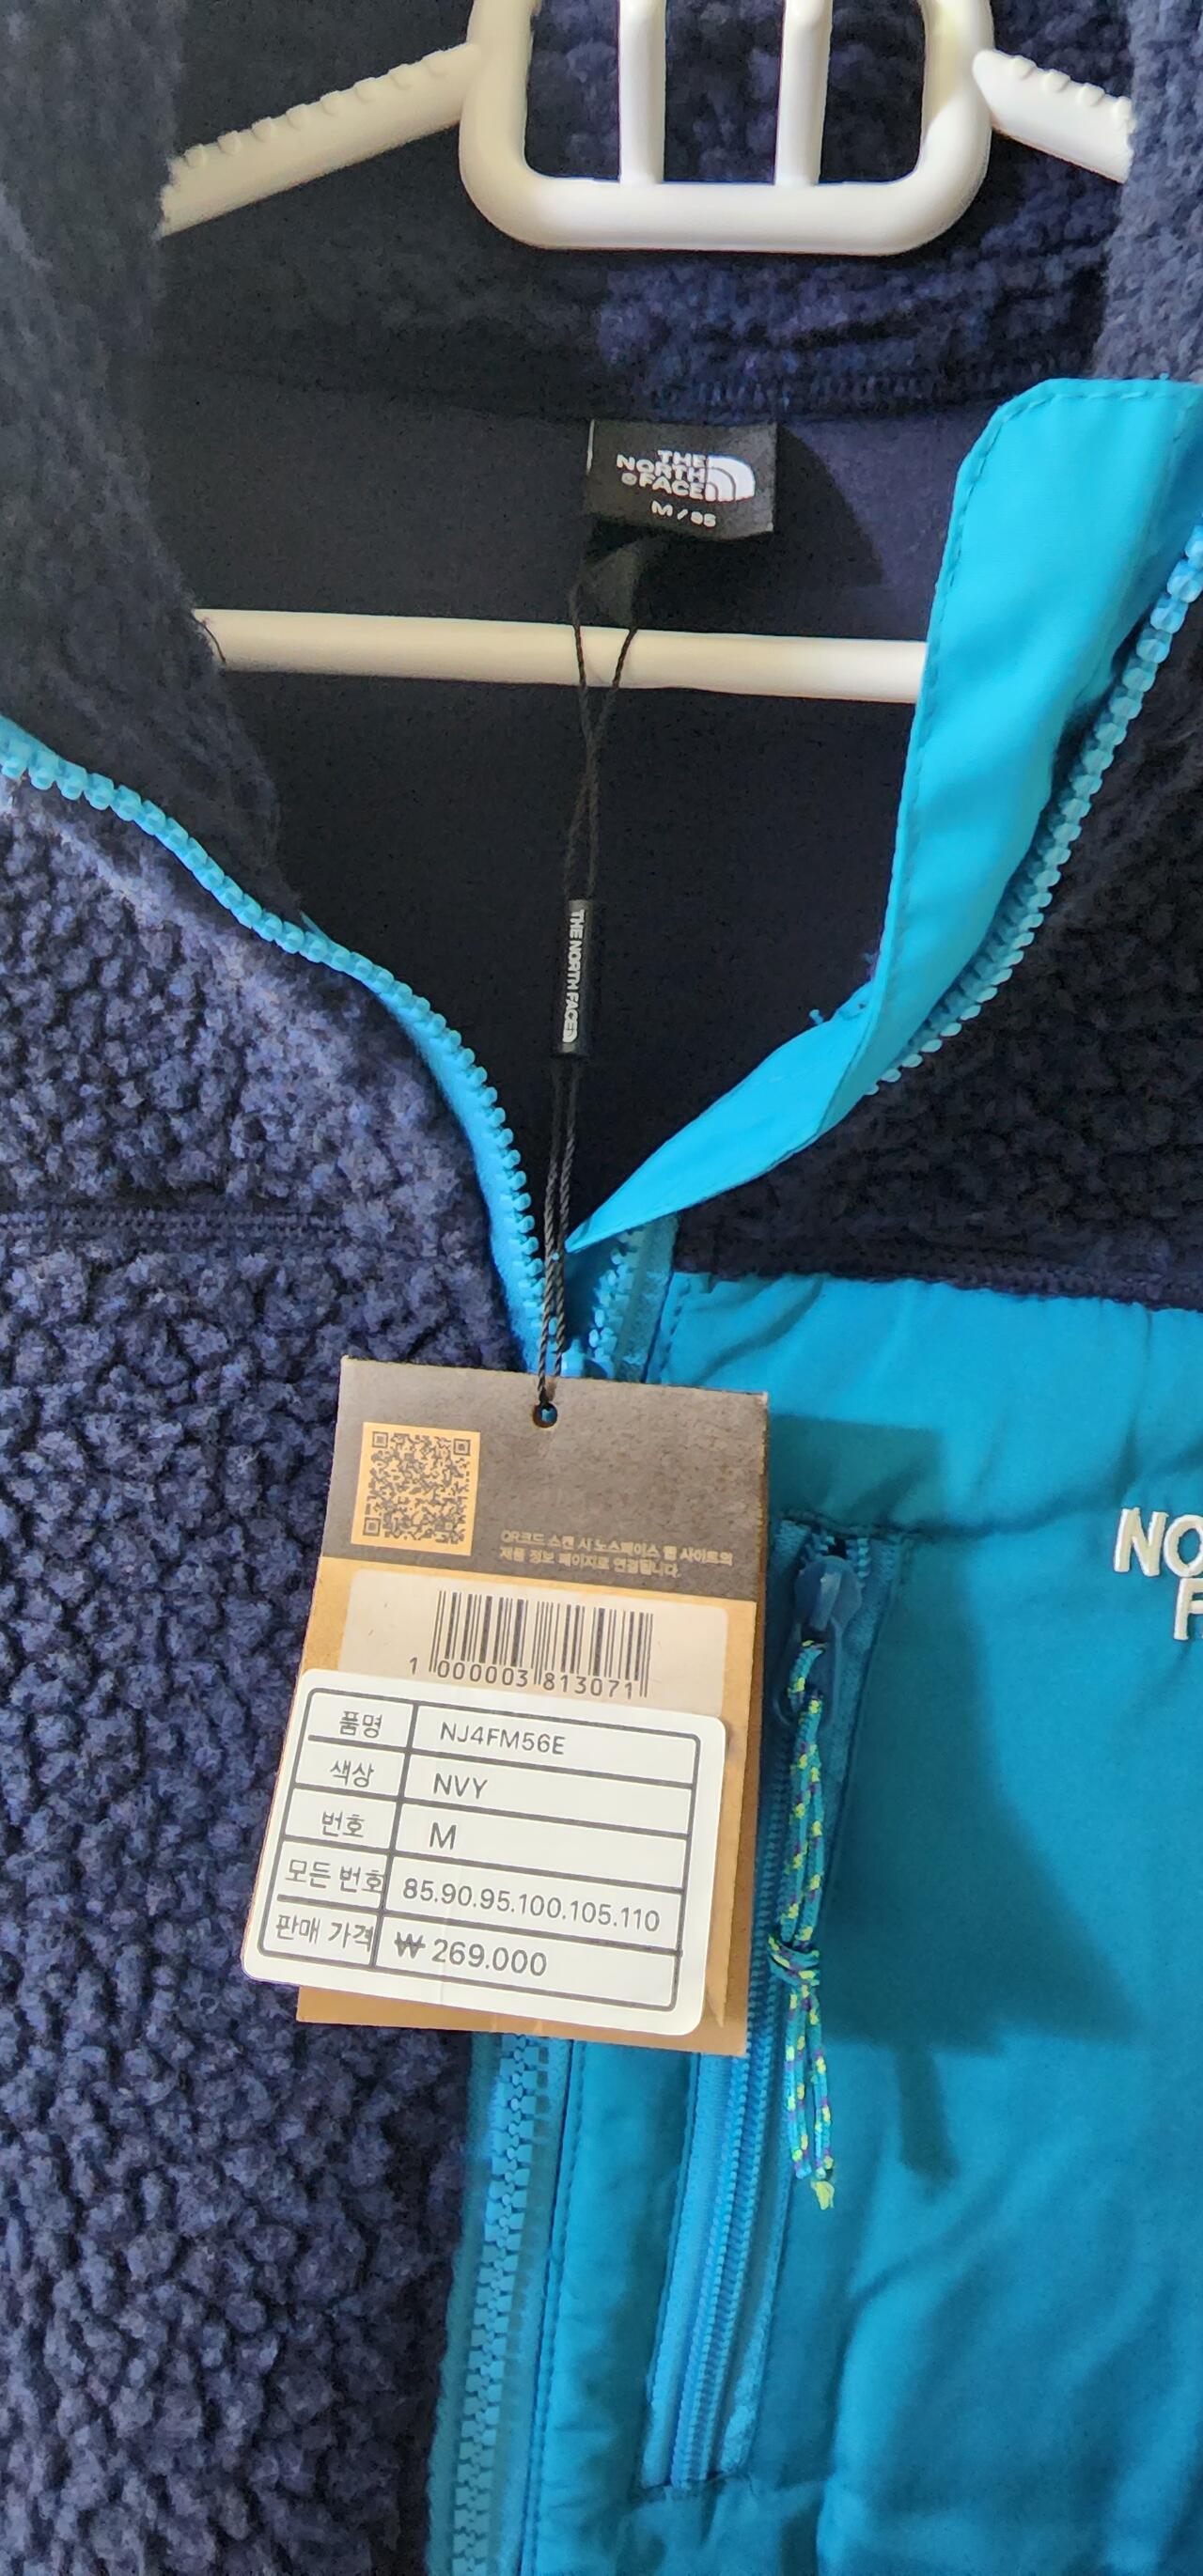 THE
NORTH
FACE
M / 95
THE NORTH FACE
NO
F
QR코드 스캔 시 노스페이스 웹 사이트의
제품 정보 페이지로 연결됩니다.
1 000003 813071
품명 NJ4FM56E
색상 NVY
번호 M
모든 번호 85.90.95.100.105.110
판매 가격 ₩ 269.000